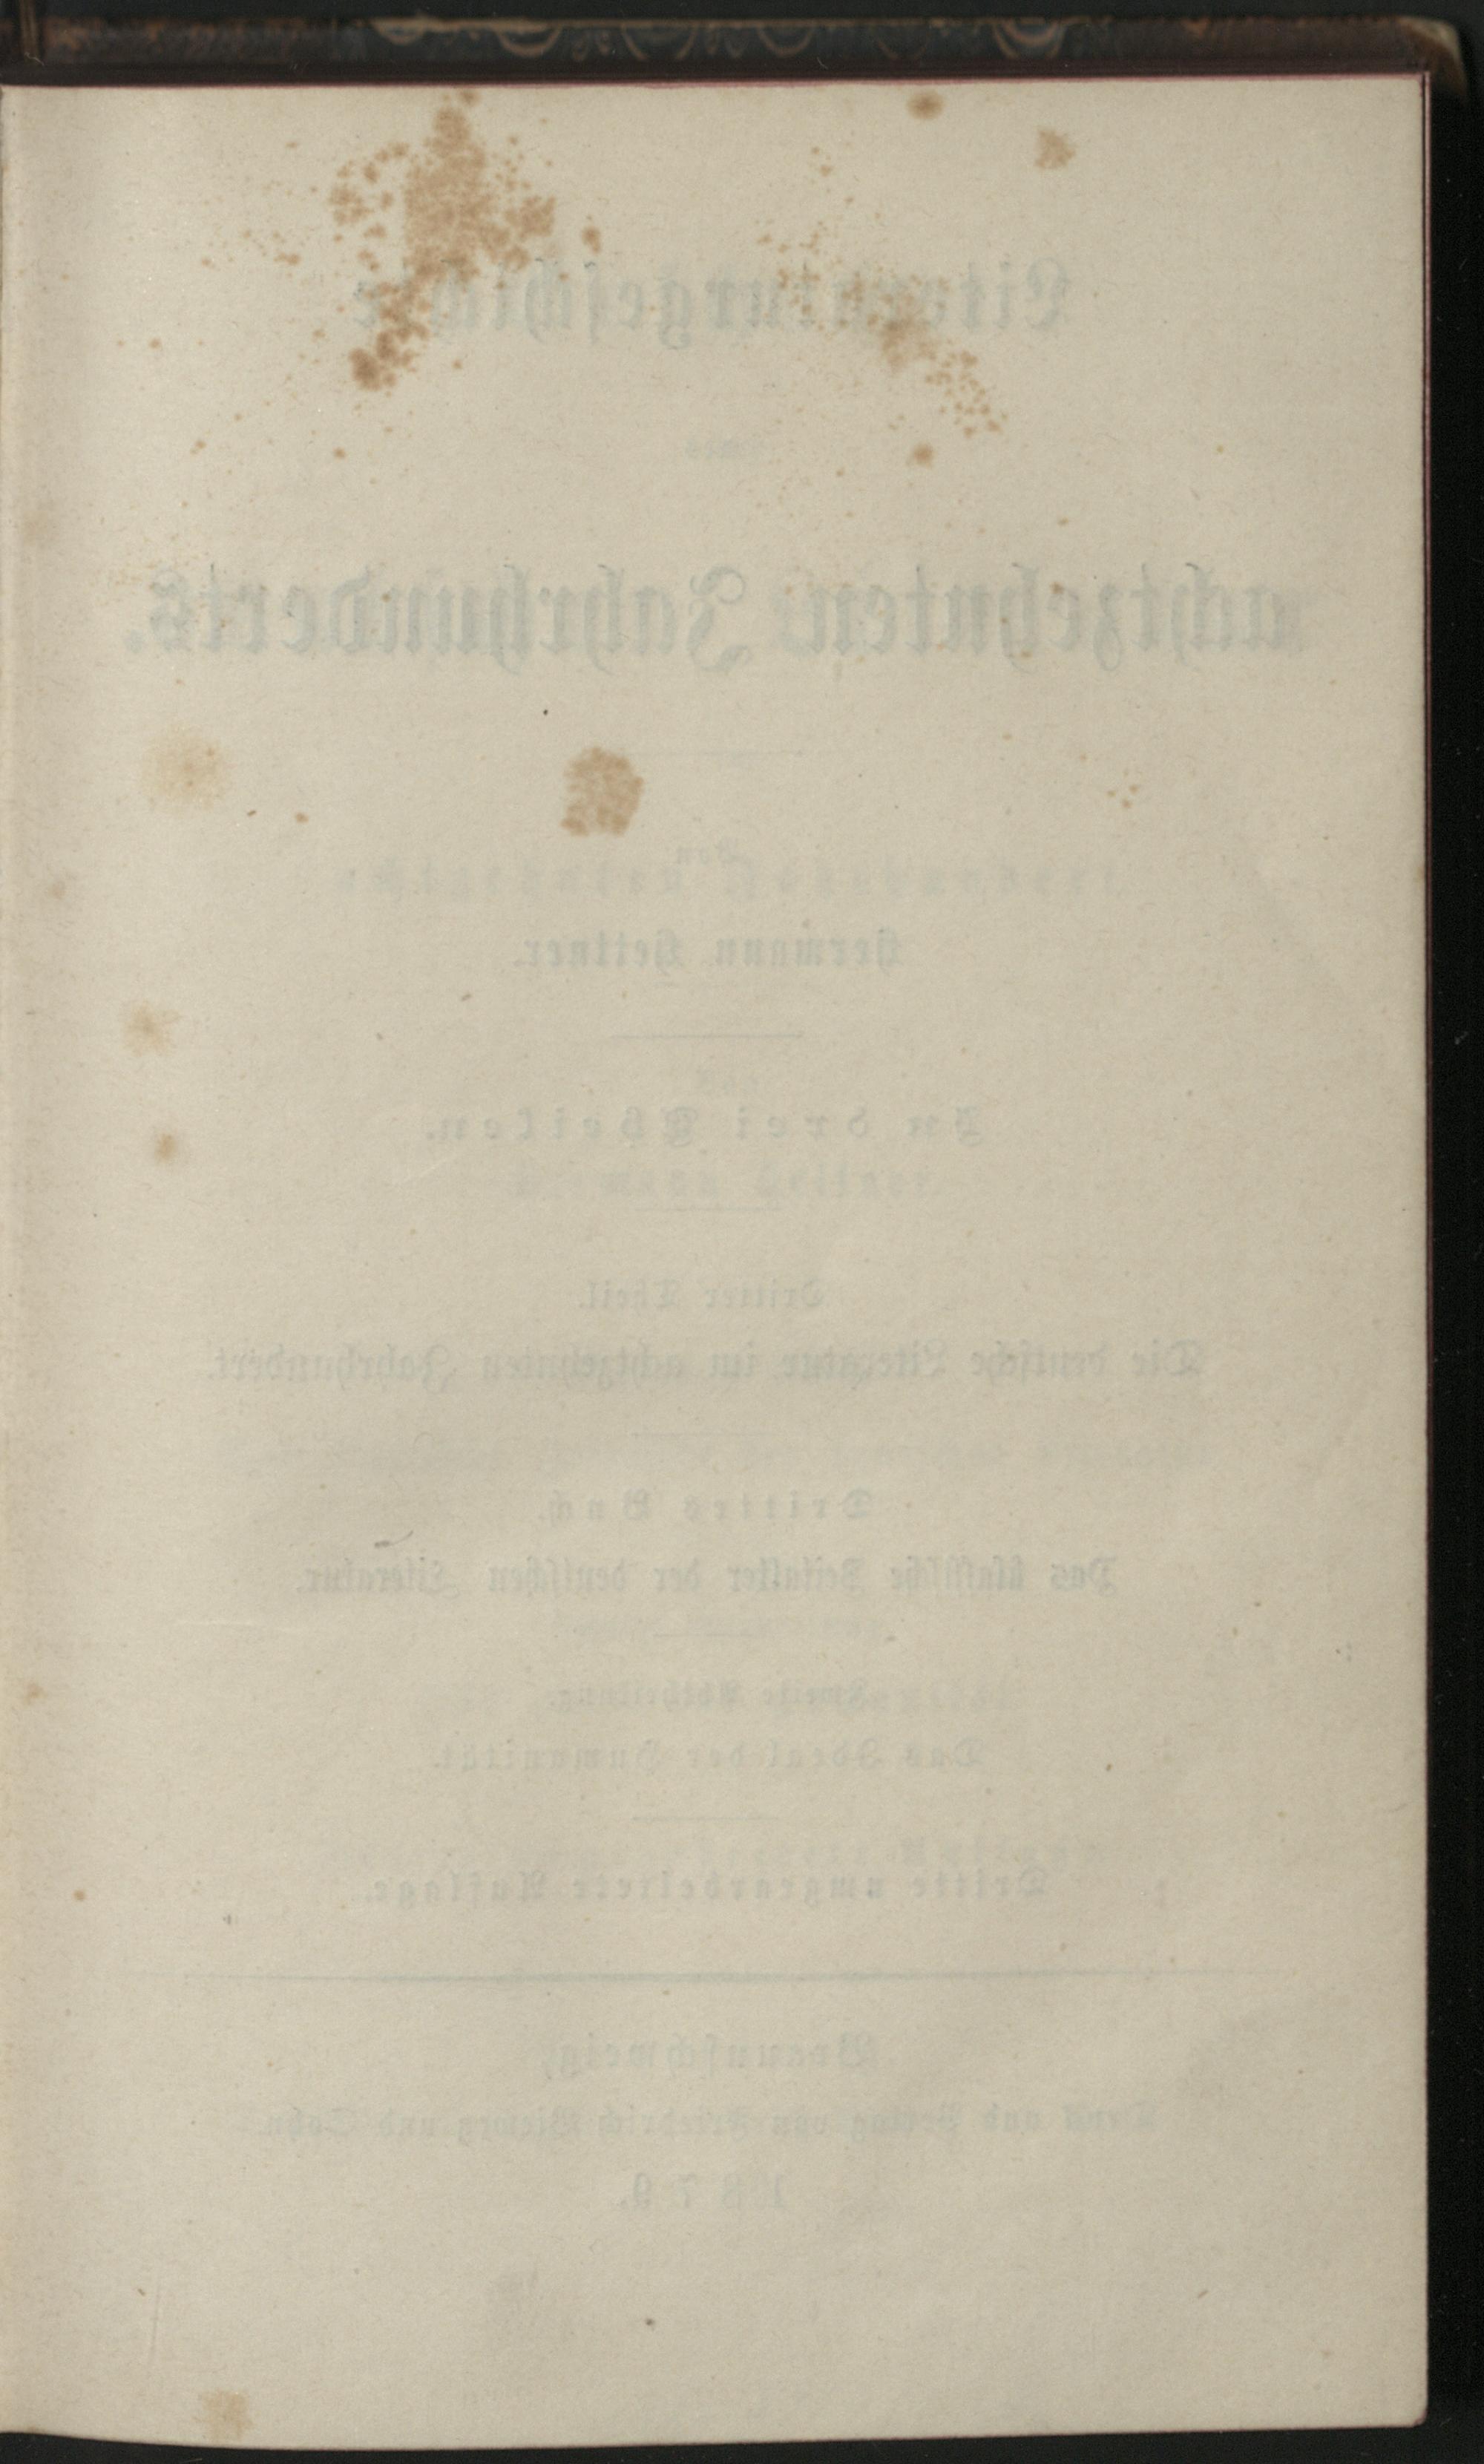 Literaturgeschichte
des
achtzehnten Jahrhunderts.
Von
Hermann Hettner.
In drei Theilen.
Dritter Theil.
Die deutsche Literatur im achtzehnten Jahrhundert.
Drittes Buch.
Das klassische Zeitalter der deutschen Literatur.
Zweite Abtheilung.
Das Ideal der Humanität.
Dritte umgearbeitete Auflage.
Braunschweig,
Druck und Verlag von Friedrich Vieweg und Sohn.
1879.